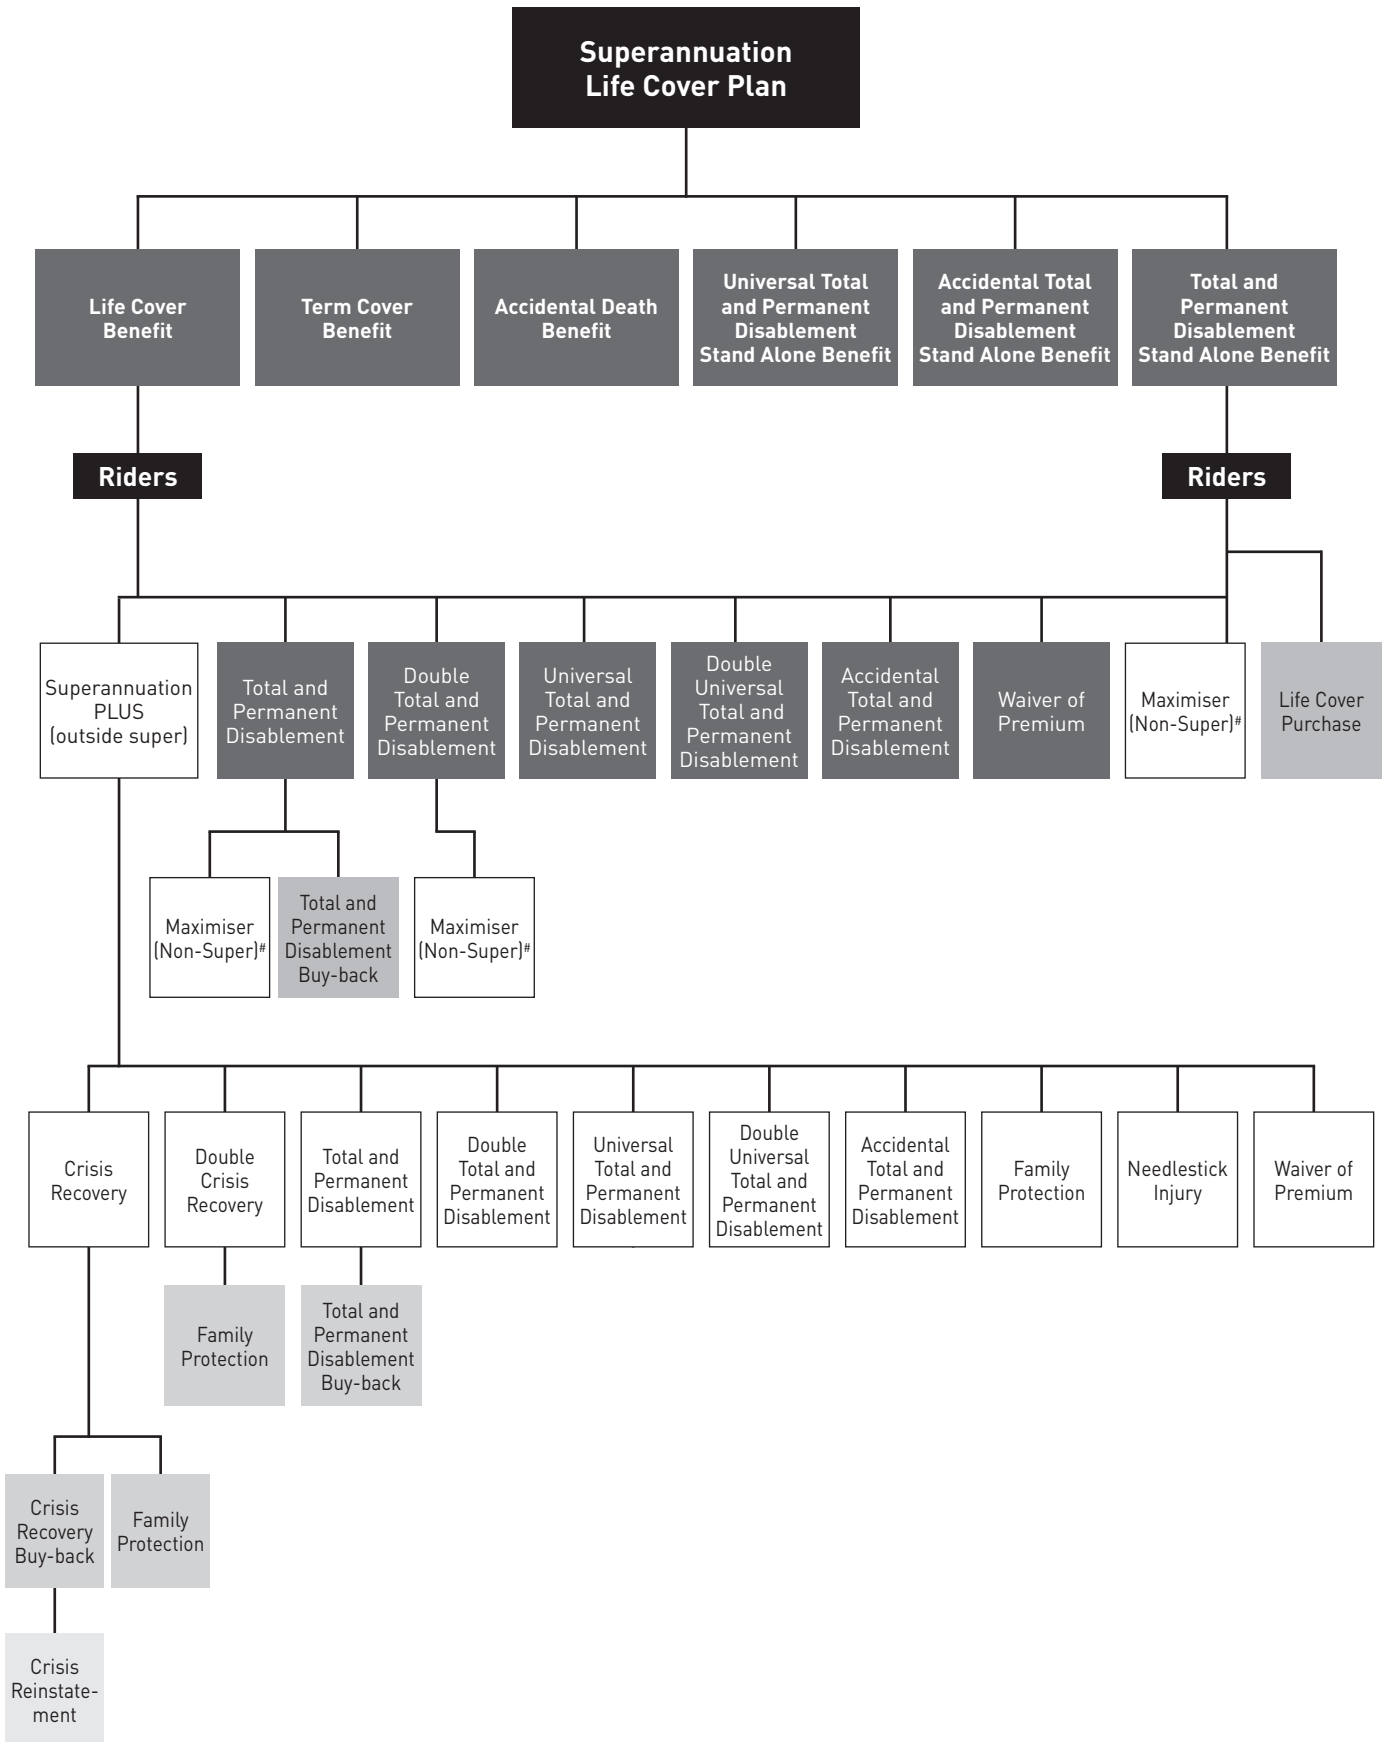 Superannuation
Life Cover Plan
Life Cover
Benefit
Term Cover
Benefit
Accidental Death
Benefit
Universal Total
and Permanent
Disablement
Stand Alone Benefit
Accidental Total
and Permanent
Disablement
Stand Alone Benefit
Total and
Permanent
Disablement
Stand Alone Benefit
Riders
Riders
Superannuation
PLUS
(outside super)
Total and
Permanent
Disablement
Double
Total and
Permanent
Disablement
Universal
Total and
Permanent
Disablement
Double
Universal
Total and
Permanent
Disablement
Accidental
Total and
Permanent
Disablement
Waiver of
Premium
Maximiser
(Non-Super)#
Life Cover
Purchase
Maximiser
(Non-Super)#
Total and
Permanent
Disablement
Buy-back
Maximiser
(Non-Super)#
Crisis
Recovery
Double
Crisis
Recovery
Total and
Permanent
Disablement
Double
Total and
Permanent
Disablement
Universal
Total and
Permanent
Disablement
Double
Universal
Total and
Permanent
Disablement
Accidental
Total and
Permanent
Disablement
Family
Protection
Needlestick
Injury
Waiver of
Premium
Family
Protection
Total and
Permanent
Disablement
Buy-back
Crisis
Recovery
Buy-back
Family
Protection
Crisis
Reinstate-
ment